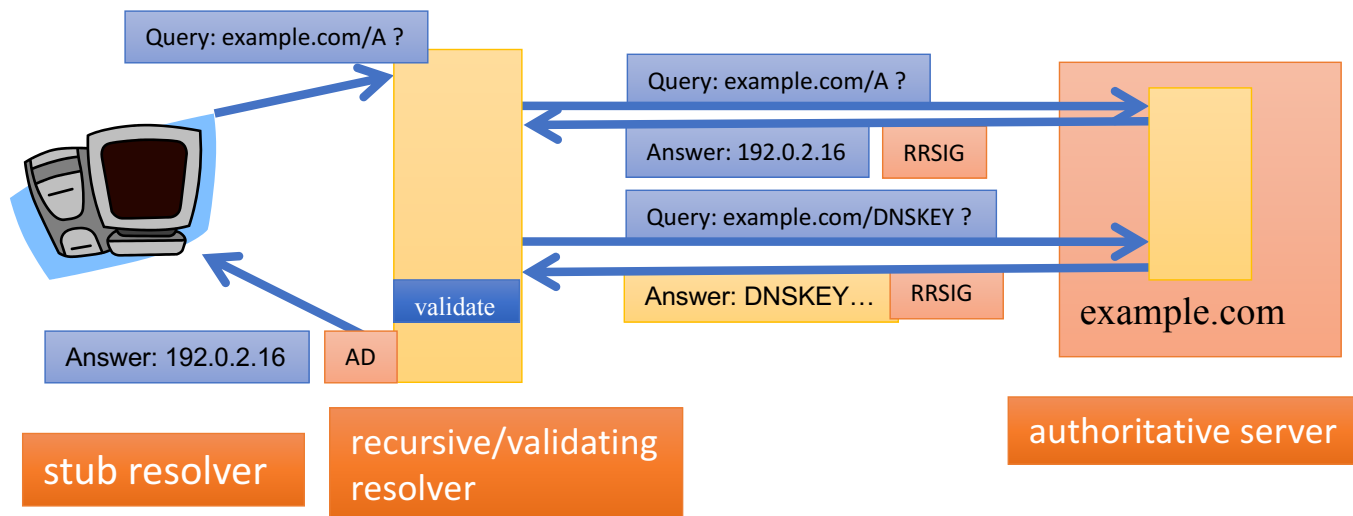 Query: example.com/A ?
Query: example.com/A ?
Answer: 192.0.2.16
RRSIG
Query: example.com/DNSKEY ?
Answer: DNSKEY…
RRSIG
validate
example.com
Answer: 192.0.2.16
AD
stub resolver
recursive/validating
resolver
authoritative server